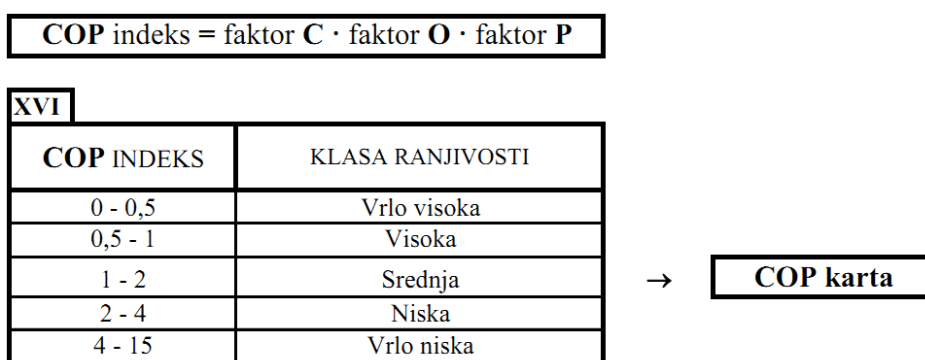 COP indeks = faktor C · faktor O · faktor P
XVI
COP INDEKS KLASA RANJIVOSTI
0 - 0,5 Vrlo visoka
0,5 - 1 Visoka
1 - 2 Srednja
2 - 4 Niska
4 - 15 Vrlo niska
→ COP karta